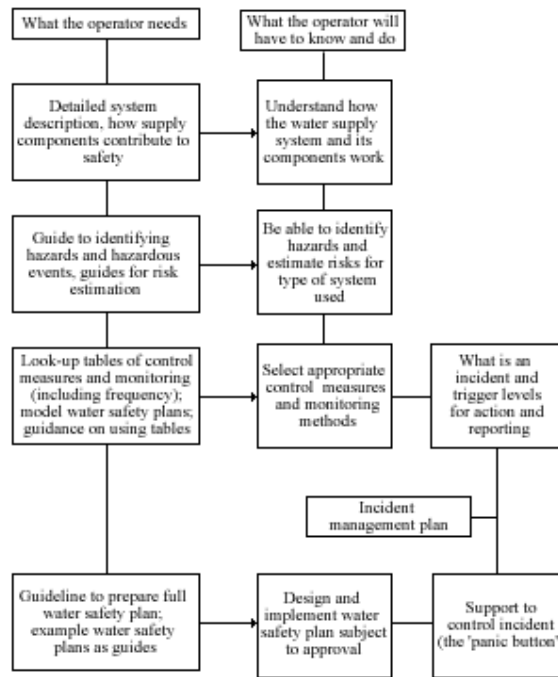 What the operator needs
What the operator will
have to know and do
Detailed system
description, how supply
components contribute to
safety
Understand how
the water supply
system and its
components work
Guide to identifying
hazards and hazardous
events, guides for risk
estimation
Be able to identify
hazards and
estimate risks for
type of system
used
Look-up tables of control
measures and monitoring
(including frequency);
model water safety plans;
guidance on using tables
Select appropriate
control measures
and monitoring
methods
What is an
incident and
trigger levels
for action and
reporting
Incident
management plan
Guideline to prepare full
water safety plan;
example water safety
plans as guides
Design and
implement water
safety plan subject
to approval
Support to
control incident
(the 'panic button')